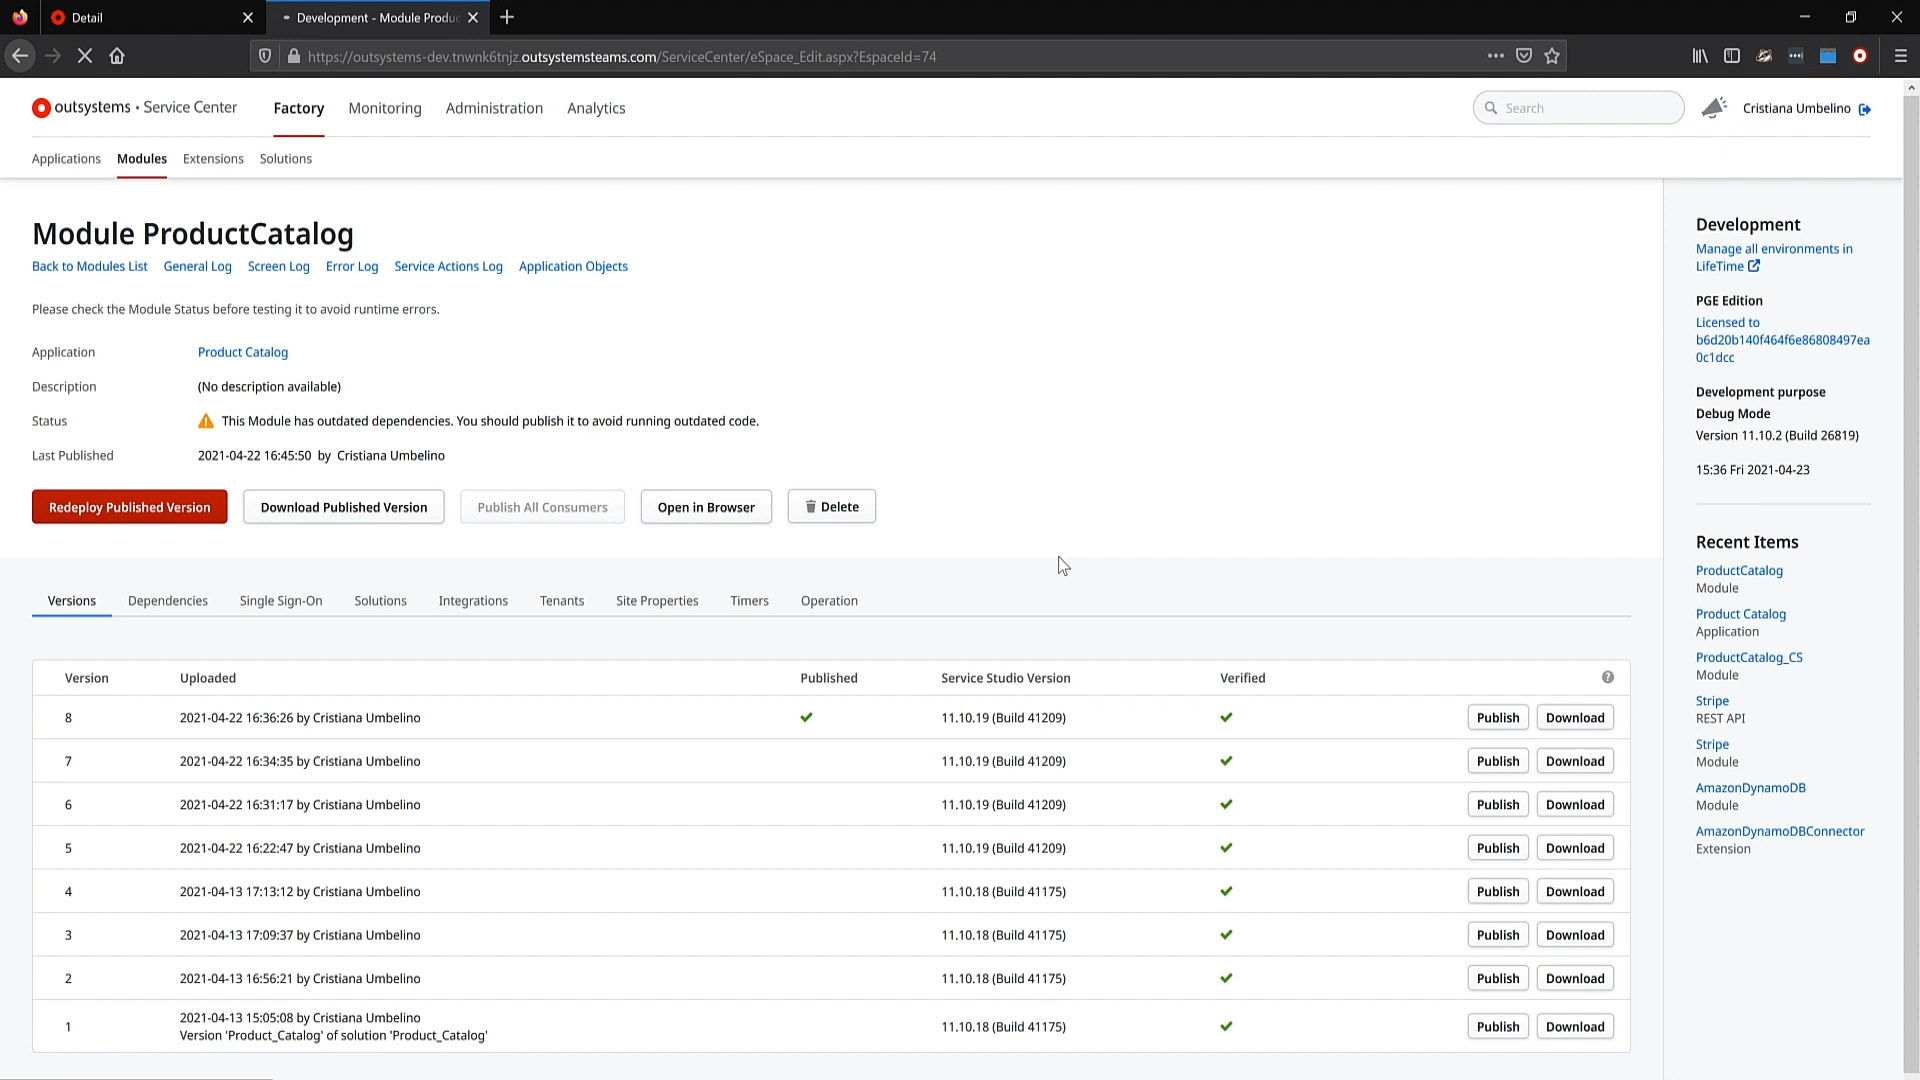 Detail
Development - Module Produc
https://outsystems-dev.tnwnk6tnjz.outsystemsteams.com/ServiceCenter/eSpace_Edit.aspx?EspaceId=74
outsystems • Service Center
Factory
Monitoring
Administration
Analytics
Search
Cristiana Umbelino
Applications
Modules
Extensions
Solutions
Module ProductCatalog
Back to Modules List
General Log
Screen Log
Error Log
Service Actions Log
Application Objects
Please check the Module Status before testing it to avoid runtime errors.
Application
Product Catalog
Description
(No description available)
Status
This Module has outdated dependencies. You should publish it to avoid running outdated code.
Last Published
2021-04-22 16:45:50 by Cristiana Umbelino
Redeploy Published Version
Download Published Version
Publish All Consumers
Open in Browser
Delete
Versions
Dependencies
Single Sign-On
Solutions
Integrations
Tenants
Site Properties
Timers
Operation
Version Uploaded Published Service Studio Version Verified ?
8 2021-04-22 16:36:26 by Cristiana Umbelino 11.10.19 (Build 41209) Publish Download
7 2021-04-22 16:34:35 by Cristiana Umbelino 11.10.19 (Build 41209) Publish Download
6 2021-04-22 16:31:17 by Cristiana Umbelino 11.10.19 (Build 41209) Publish Download
5 2021-04-22 16:22:47 by Cristiana Umbelino 11.10.19 (Build 41209) Publish Download
4 2021-04-13 17:13:12 by Cristiana Umbelino 11.10.18 (Build 41175) Publish Download
3 2021-04-13 17:09:37 by Cristiana Umbelino 11.10.18 (Build 41175) Publish Download
2 2021-04-13 16:56:21 by Cristiana Umbelino 11.10.18 (Build 41175) Publish Download
1 2021-04-13 15:05:08 by Cristiana Umbelino 11.10.18 (Build 41175) Publish Download
Version 'Product_Catalog' of solution 'Product_Catalog'
Development
Manage all environments in
LifeTime
PGE Edition
Licensed to
b6d20b140f464f6e86808497ea
0c1dcc
Development purpose
Debug Mode
Version 11.10.2 (Build 26819)
15:36 Fri 2021-04-23
Recent Items
ProductCatalog
Module
Product Catalog
Application
ProductCatalog_CS
Module
Stripe
REST API
Stripe
Module
AmazonDynamoDB
Module
AmazonDynamoDBConnector
Extension